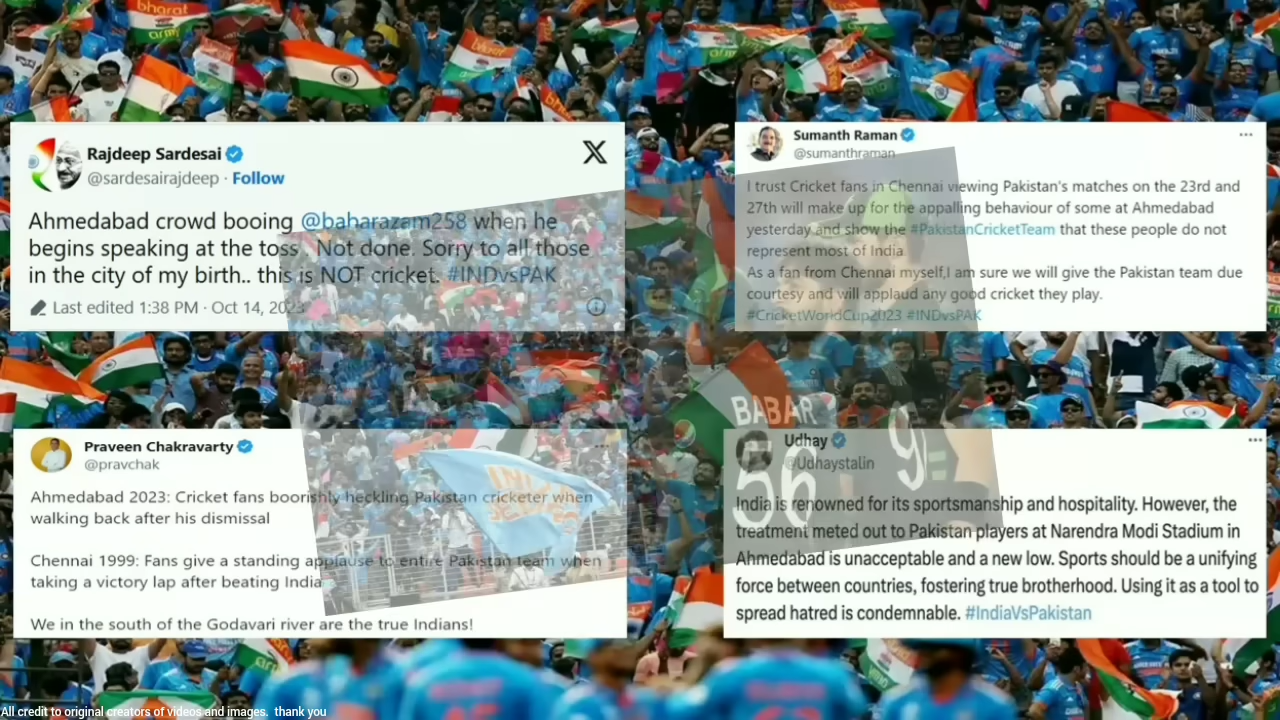 bharat
army
bharat
army
Rajdeep Sardesai
@sardesairajdeep · Follow
Ahmedabad crowd booing @babarazam258 when he
begins speaking at the toss . Not done. Sorry to all those
in the city of my birth.. this is NOT cricket. #INDvsPAK
Last edited 1:38 PM · Oct 14, 2023
Sumanth Raman
@sumanthraman
I trust Cricket fans in Chennai viewing Pakistan's matches on the 23rd and
27th will make up for the appalling behaviour of some at Ahmedabad
yesterday and show the #PakistanCricketTeam that these people do not
represent most of India.
As a fan from Chennai myself,I am sure we will give the Pakistan team due
courtesy and will applaud any good cricket they play.
#CricketWorldCup2023 #INDvsPAK
Praveen Chakravarty
@pravchak
Ahmedabad 2023: Cricket fans boorishly heckling Pakistan cricketer when
walking back after his dismissal
Chennai 1999: Fans give a standing applause to entire Pakistan team when
taking a victory lap after beating India
We in the south of the Godavari river are the true Indians!
BABAR
56
Udhay
@Udhaystalin
India is renowned for its sportsmanship and hospitality. However, the
treatment meted out to Pakistan players at Narendra Modi Stadium in
Ahmedabad is unacceptable and a new low. Sports should be a unifying
force between countries, fostering true brotherhood. Using it as a tool to
spread hatred is condemnable. #IndiaVsPakistan
All credit to original creators of videos and images. thank you